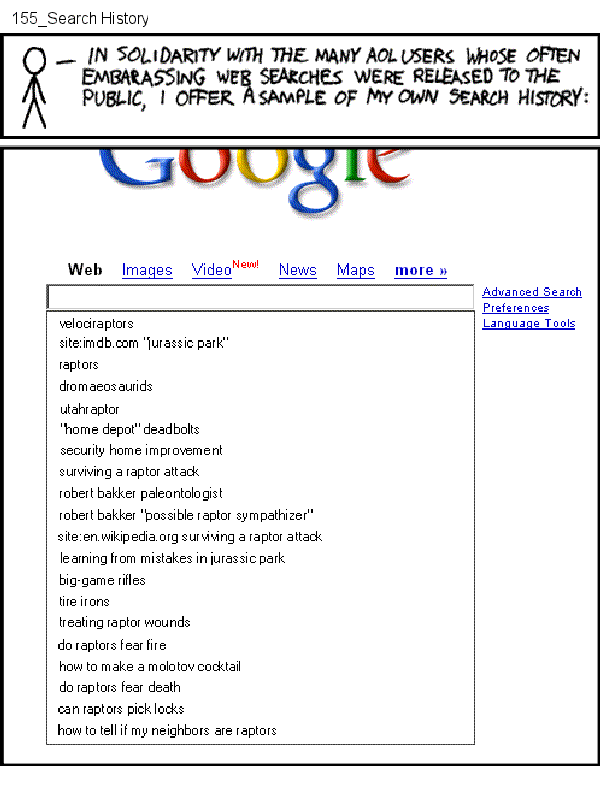 155_Search History
— IN SOLIDARITY WITH THE MANY AOL USERS WHOSE OFTEN
EMBARASSING WEB SEARCHES WERE RELEASED TO THE
PUBLIC, I OFFER A SAMPLE OF MY OWN SEARCH HISTORY:
Google
Web Images Video New! News Maps more »
Advanced Search
Preferences
Language Tools
velociraptors
site:imdb.com "jurassic park"
raptors
dromaeosaurids
utahraptor
"home depot" deadbolts
security home improvement
surviving a raptor attack
robert bakker paleontologist
robert bakker "possible raptor sympathizer"
site:en.wikipedia.org surviving a raptor attack
learning from mistakes in jurassic park
big-game rifles
tire irons
treating raptor wounds
do raptors fear fire
how to make a molotov cocktail
do raptors fear death
can raptors pick locks
how to tell if my neighbors are raptors